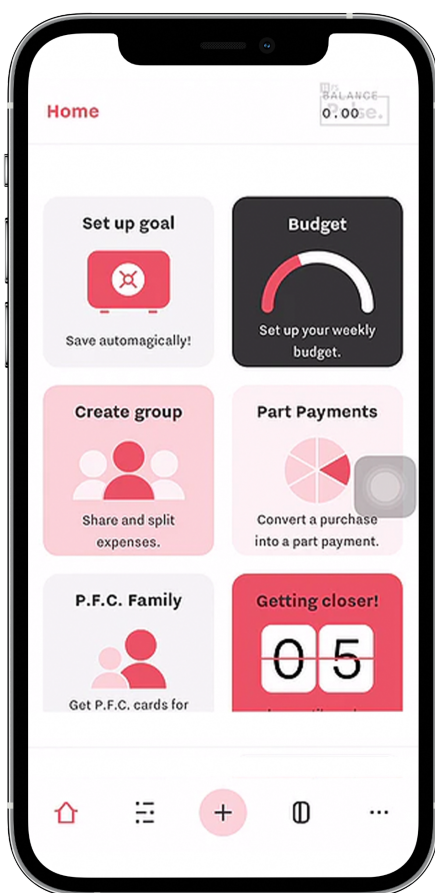 Home
BALANCE
0.00
Set up goal
Save automagically!
Budget
Set up your weekly
budget.
Create group
Share and split
expenses.
Part Payments
Convert a purchase
into a part payment.
P.F.C. Family
Get P.F.C. cards for
Getting closer!
05